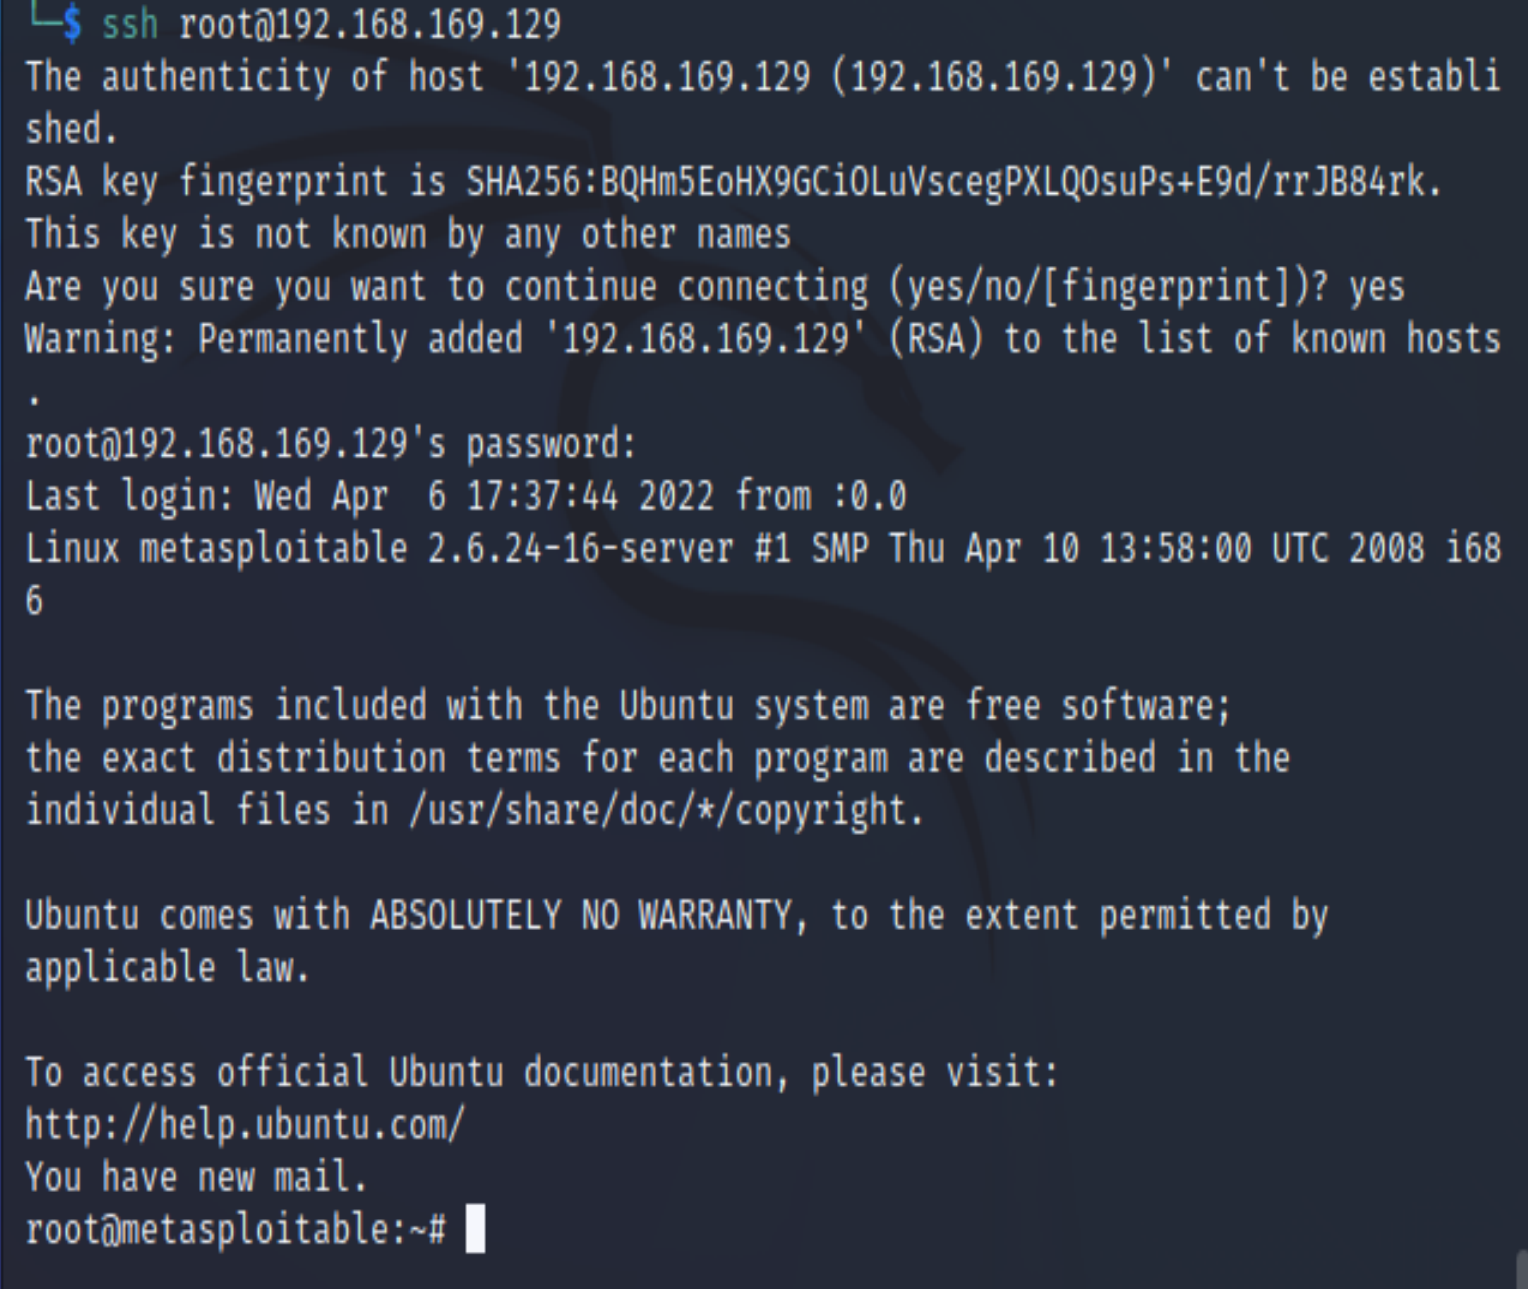 └─$ ssh root@192.168.169.129
The authenticity of host '192.168.169.129 (192.168.169.129)' can't be establi
shed.
RSA key fingerprint is SHA256:BQHm5EoHX9GCiOLuVscegPXLQOsuPs+E9d/rrJB84rk.
This key is not known by any other names
Are you sure you want to continue connecting (yes/no/[fingerprint])? yes
Warning: Permanently added '192.168.169.129' (RSA) to the list of known hosts
.
root@192.168.169.129's password:
Last login: Wed Apr  6 17:37:44 2022 from :0.0
Linux metasploitable 2.6.24-16-server #1 SMP Thu Apr 10 13:58:00 UTC 2008 i68
6
The programs included with the Ubuntu system are free software;
the exact distribution terms for each program are described in the
individual files in /usr/share/doc/*/copyright.
Ubuntu comes with ABSOLUTELY NO WARRANTY, to the extent permitted by
applicable law.
To access official Ubuntu documentation, please visit:
http://help.ubuntu.com/
You have new mail.
root@metasploitable:~#